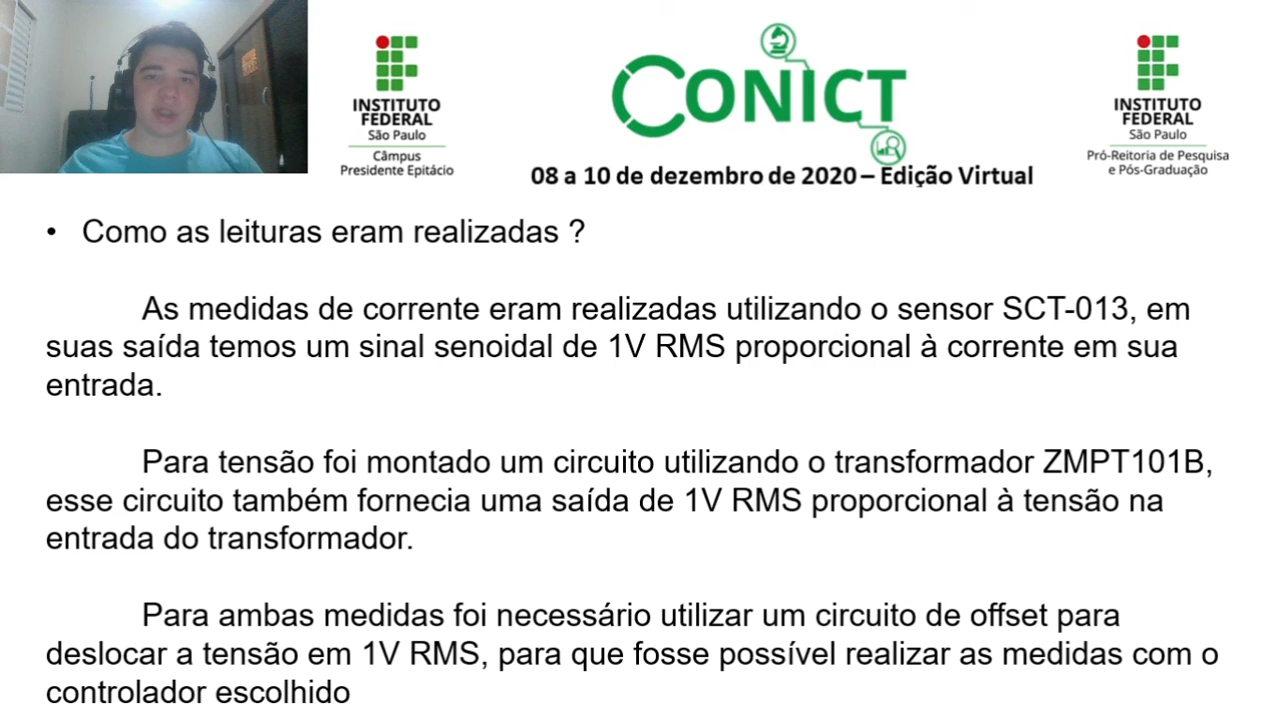 INSTITUTO
FEDERAL
São Paulo
Câmpus
Presidente Epitácio
CONICT
08 a 10 de dezembro de 2020 – Edição Virtual
INSTITUTO
FEDERAL
São Paulo
Pró-Reitoria de Pesquisa
e Pós-Graduação
• Como as leituras eram realizadas ?
As medidas de corrente eram realizadas utilizando o sensor SCT-013, em
suas saída temos um sinal senoidal de 1V RMS proporcional à corrente em sua
entrada.
Para tensão foi montado um circuito utilizando o transformador ZMPT101B,
esse circuito também fornecia uma saída de 1V RMS proporcional à tensão na
entrada do transformador.
Para ambas medidas foi necessário utilizar um circuito de offset para
deslocar a tensão em 1V RMS, para que fosse possível realizar as medidas com o
controlador escolhido